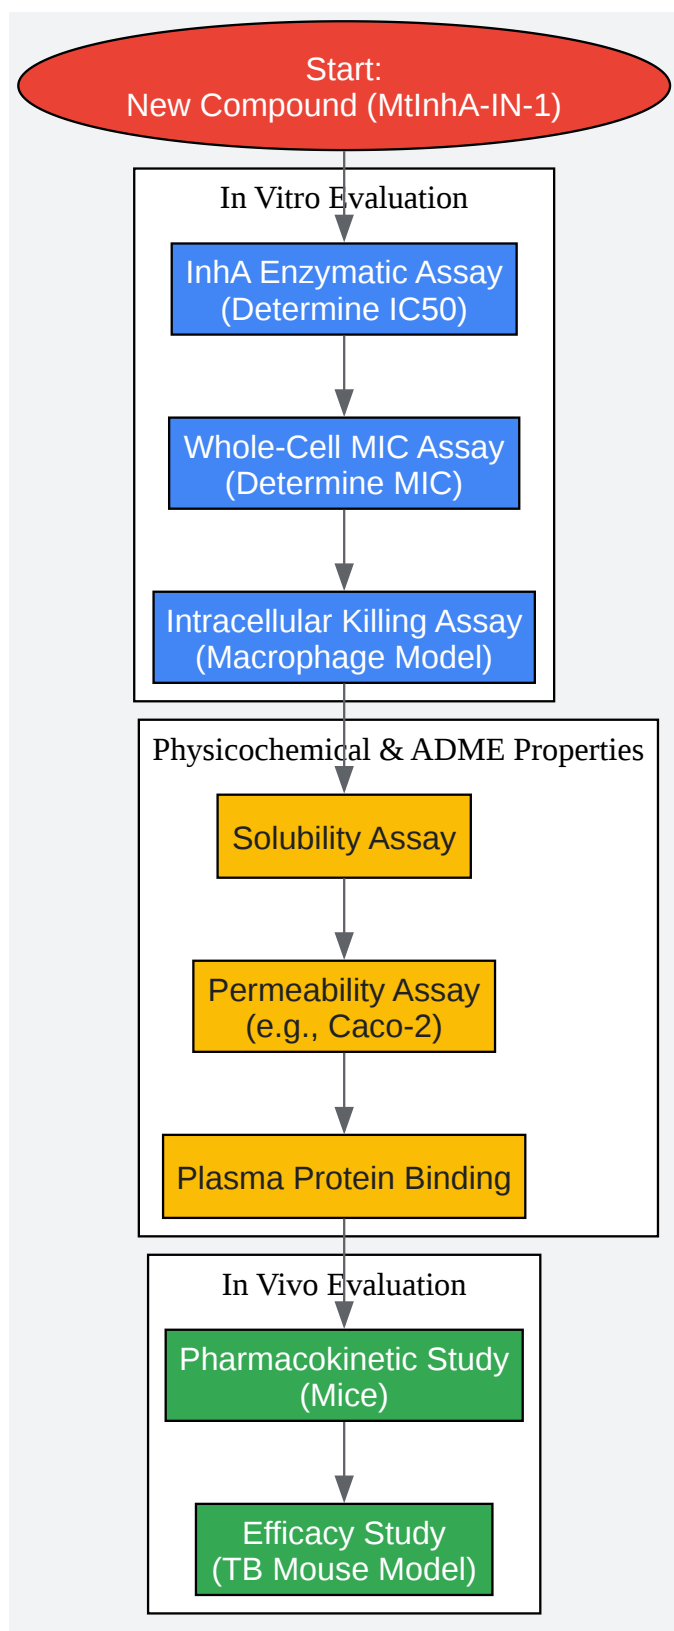 Start:
New Compound (MtInhA-IN-1)
In Vitro Evaluation
InhA Enzymatic Assay
(Determine IC50)
Whole-Cell MIC Assay
(Determine MIC)
Intracellular Killing Assay
(Macrophage Model)
Physicochemical & ADME Properties
Solubility Assay
Permeability Assay
(e.g., Caco-2)
Plasma Protein Binding
In Vivo Evaluation
Pharmacokinetic Study
(Mice)
Efficacy Study
(TB Mouse Model)